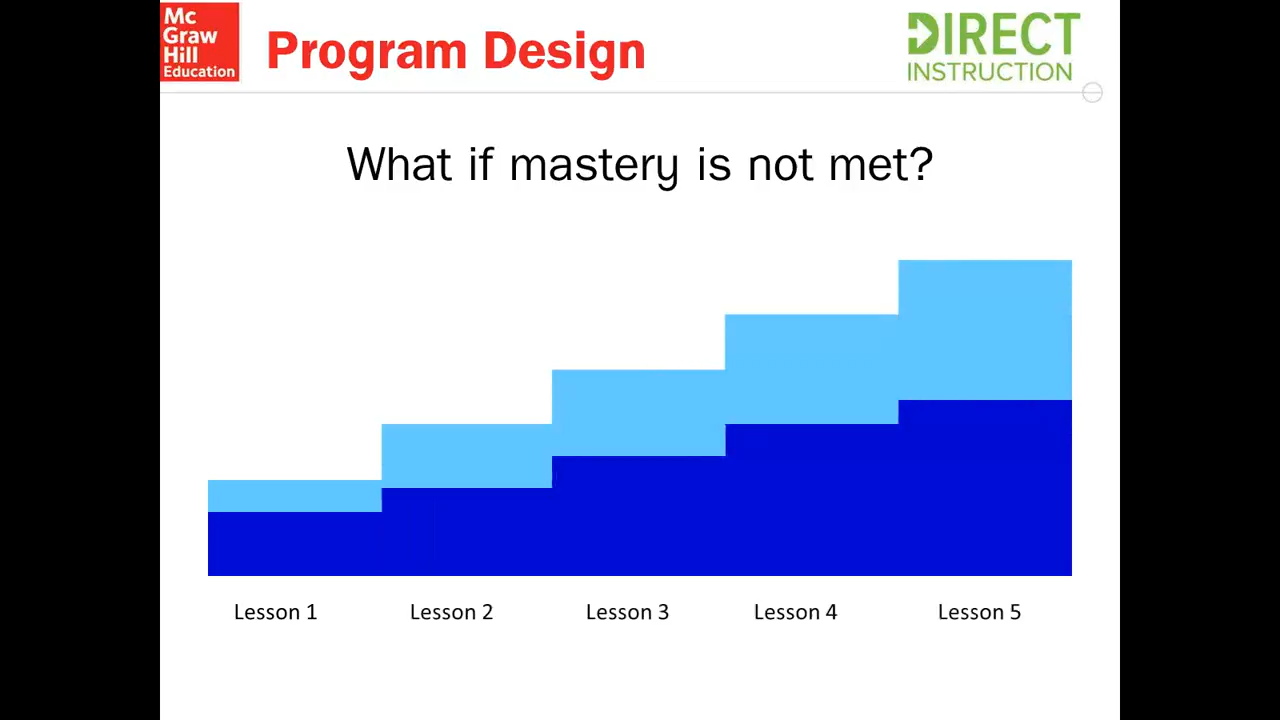 Mc
Graw
Hill
Education
Program Design
DIRECT
INSTRUCTION
What if mastery is not met?
Lesson 1 Lesson 2 Lesson 3 Lesson 4 Lesson 5